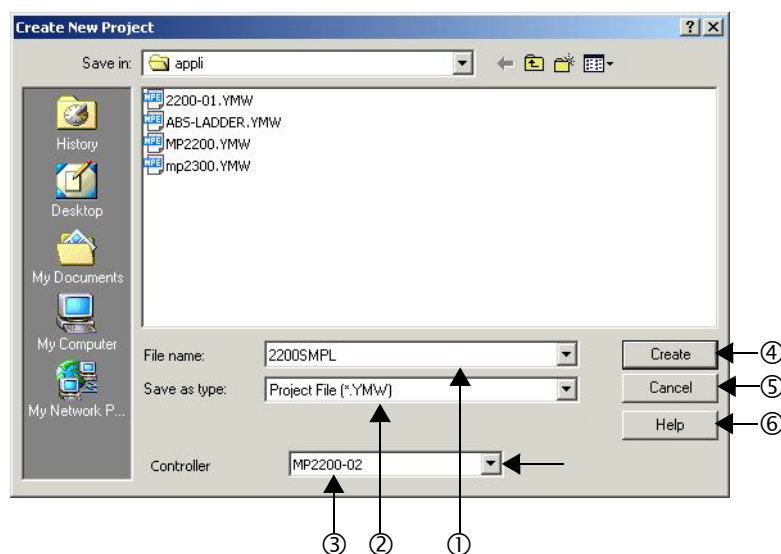 Create New Project
Save in: appli
History
Desktop
My Documents
My Computer
My Network P...
2200-01.YMW
ABS-LADDER.YMW
MP2200.YMW
mp2300.YMW
File name: 2200SMPL Create ④
Save as type: Project File (*.YMW) Cancel ⑤
Help ⑥
Controller MP2200-02
③ ② ①